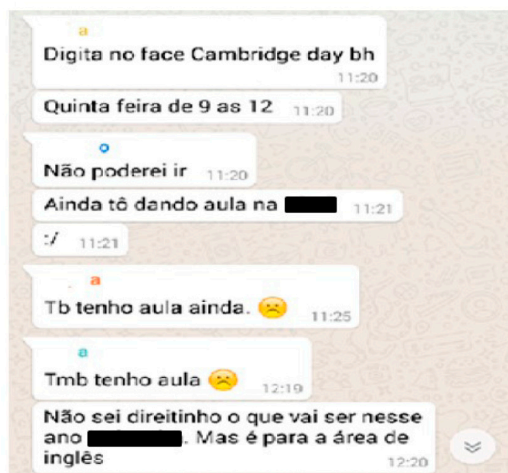 a
Digita no face Cambridge day bh
11:20
Quinta feira de 9 as 12 11:20
o
Não poderei ir 11:20
Ainda tô dando aula na 11:21
:/ 11:21
a
Tb tenho aula ainda. ☹️
11:25
a
Tmb tenho aula ☹️ 12:19
Não sei direitinho o que vai ser nesse
ano . Mas é para a área de
inglês 12:20